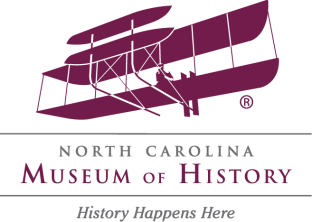 ®
NORTH CAROLINA
MUSEUM OF HISTORY
History Happens Here